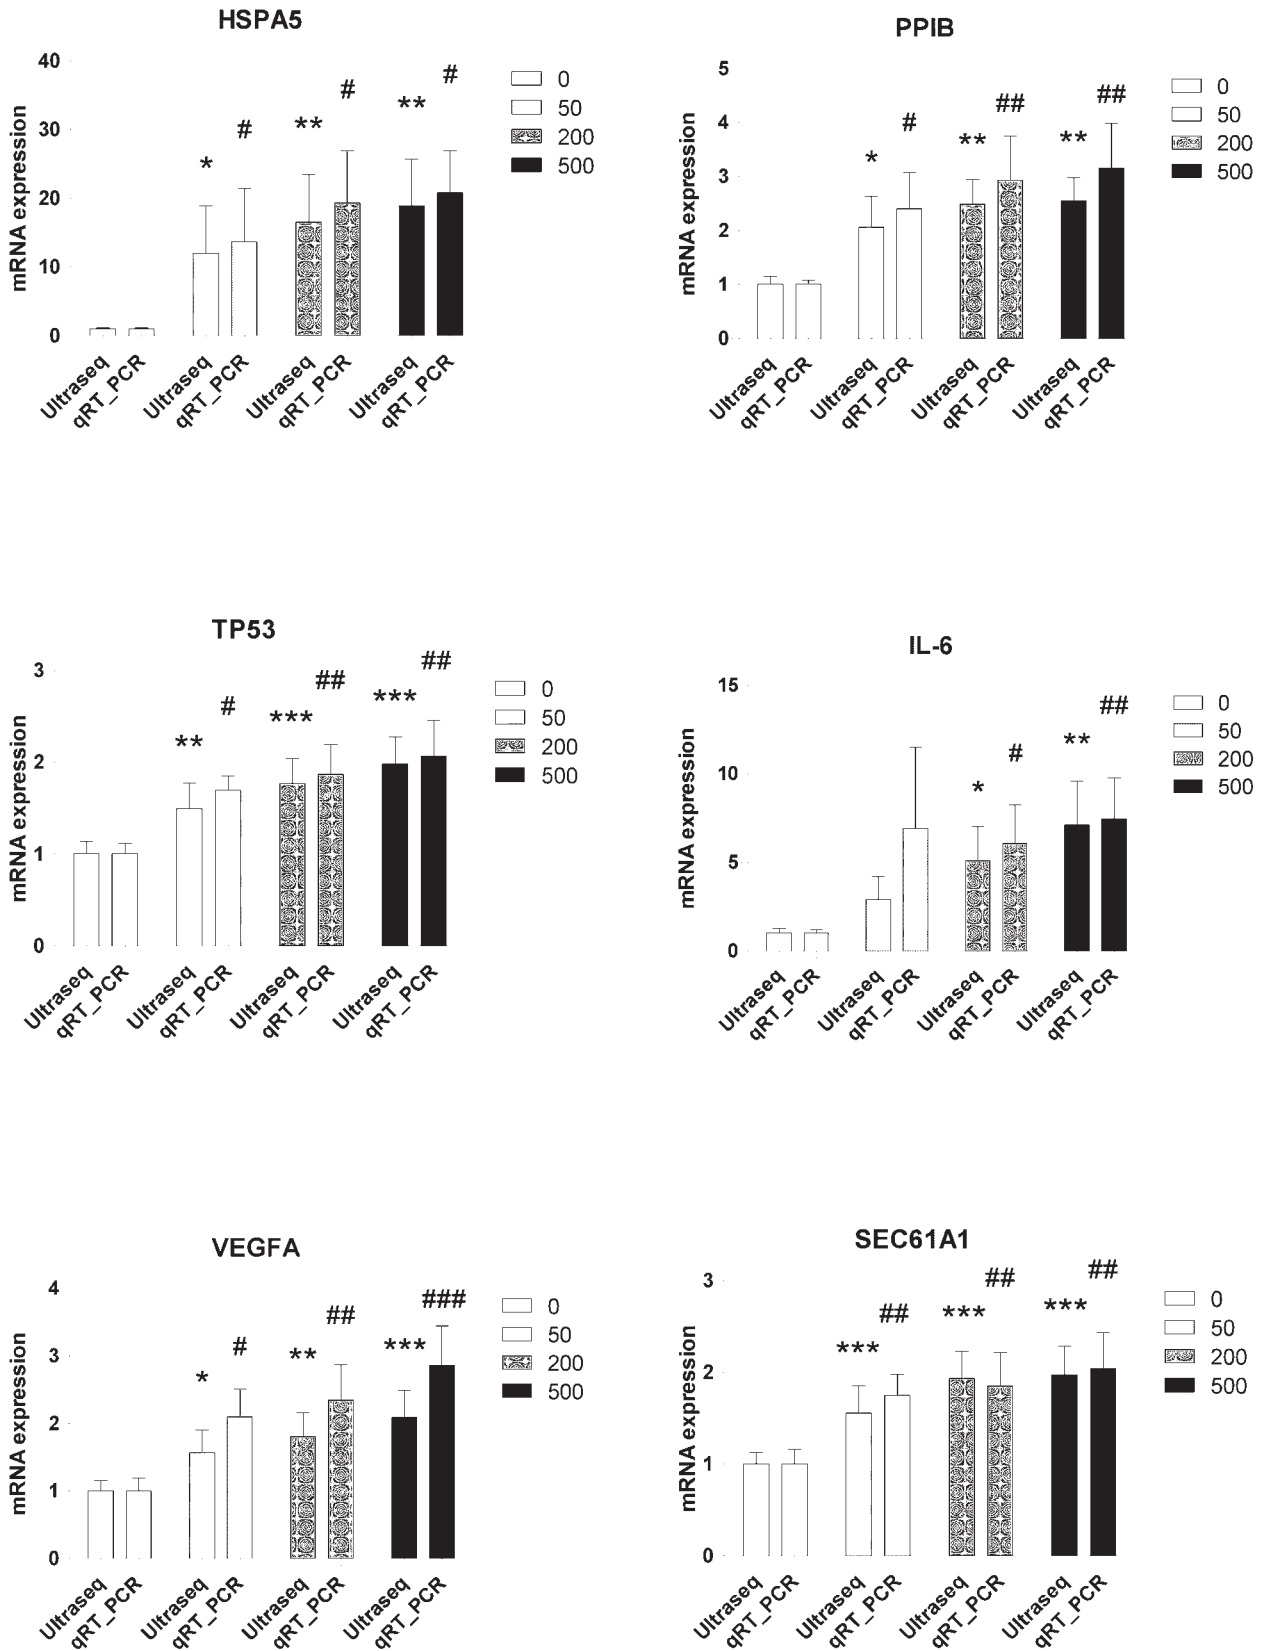 HSPA5
mRNA expression
40
30
20
10
0
* # ** # ** #
0
50
200
500
Ultraseq qRT_PCR Ultraseq qRT_PCR Ultraseq qRT_PCR Ultraseq qRT_PCR
PPIB
mRNA expression
5
4
3
2
1
0
* # ** ## ** ##
0
50
200
500
Ultraseq qRT_PCR Ultraseq qRT_PCR Ultraseq qRT_PCR Ultraseq qRT_PCR
TP53
mRNA expression
3
2
1
0
** # *** ## *** ##
0
50
200
500
Ultraseq qRT_PCR Ultraseq qRT_PCR Ultraseq qRT_PCR Ultraseq qRT_PCR
IL-6
mRNA expression
15
10
5
0
* # ** ##
0
50
200
500
Ultraseq qRT_PCR Ultraseq qRT_PCR Ultraseq qRT_PCR Ultraseq qRT_PCR
VEGFA
mRNA expression
4
3
2
1
0
* # ** ## *** ###
0
50
200
500
Ultraseq qRT_PCR Ultraseq qRT_PCR Ultraseq qRT_PCR Ultraseq qRT_PCR
SEC61A1
mRNA expression
3
2
1
0
*** ## *** ## *** ##
0
50
200
500
Ultraseq qRT_PCR Ultraseq qRT_PCR Ultraseq qRT_PCR Ultraseq qRT_PCR